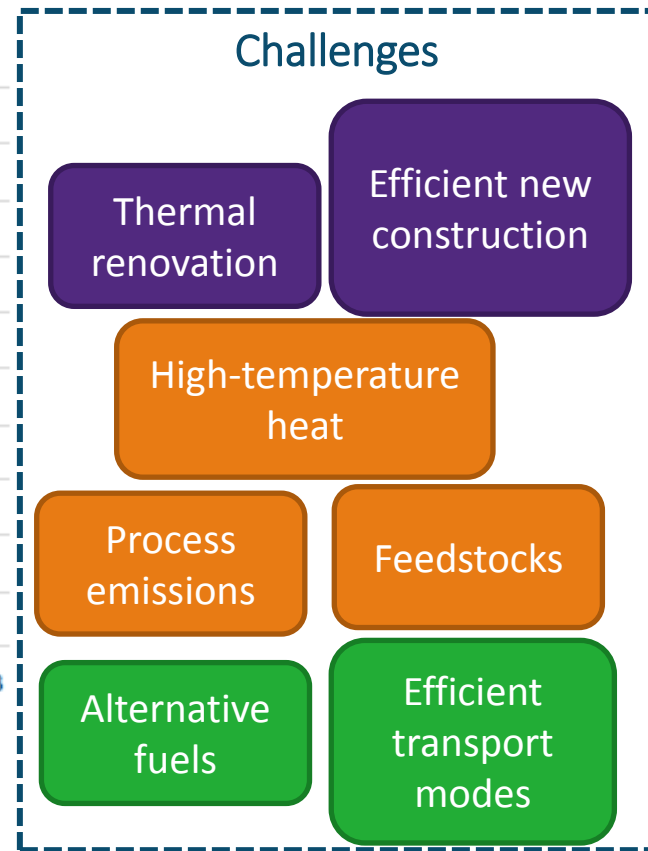 Challenges
Thermal
renovation
Efficient new
construction
High-temperature
heat
Process
emissions
Feedstocks
Alternative
fuels
Efficient
transport
modes